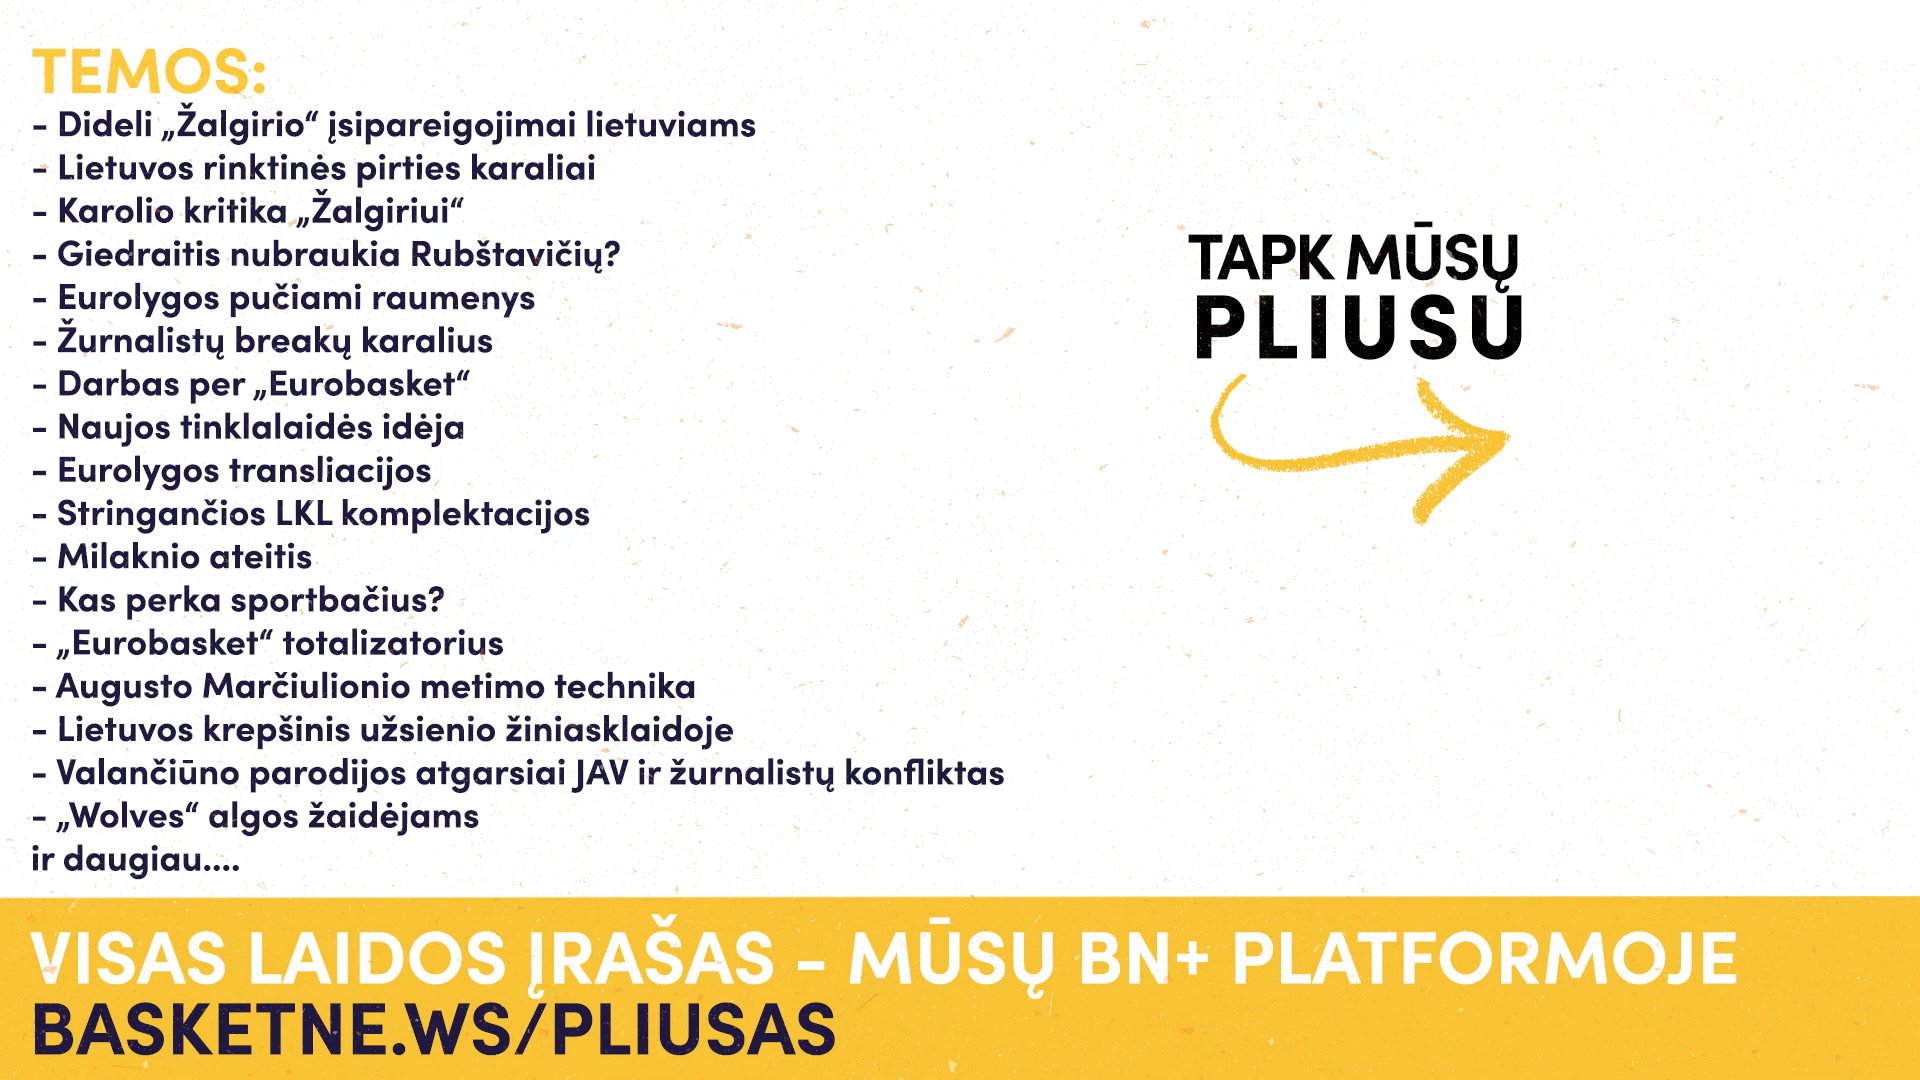 TEMOS:
- Dideli „Žalgirio“ įsipareigojimai lietuviams
- Lietuvos rinktinės pirties karaliai
- Karolio kritika „Žalgiriui“
- Giedraitis nubraukia Rubštavičių?
- Eurolygos pučiami raumenys
- Žurnalistų breakų karalius
- Darbas per „Eurobasket“
- Naujos tinklalaidės idėja
- Eurolygos transliacijos
- Stringančios LKL komplektacijos
- Milaknio ateitis
- Kas perka sportbačius?
- „Eurobasket“ totalizatorius
- Augusto Marčiulionio metimo technika
- Lietuvos krepšinis užsienio žiniasklaidoje
- Valančiūno parodijos atgarsiai JAV ir žurnalistų konfliktas
- „Wolves“ algos žaidėjams
ir daugiau....
TAPK MŪSŲ
PLIUSU
VISAS LAIDOS ĮRAŠAS - MŪSŲ BN+ PLATFORMOJE
BASKETNE.WS/PLIUSAS